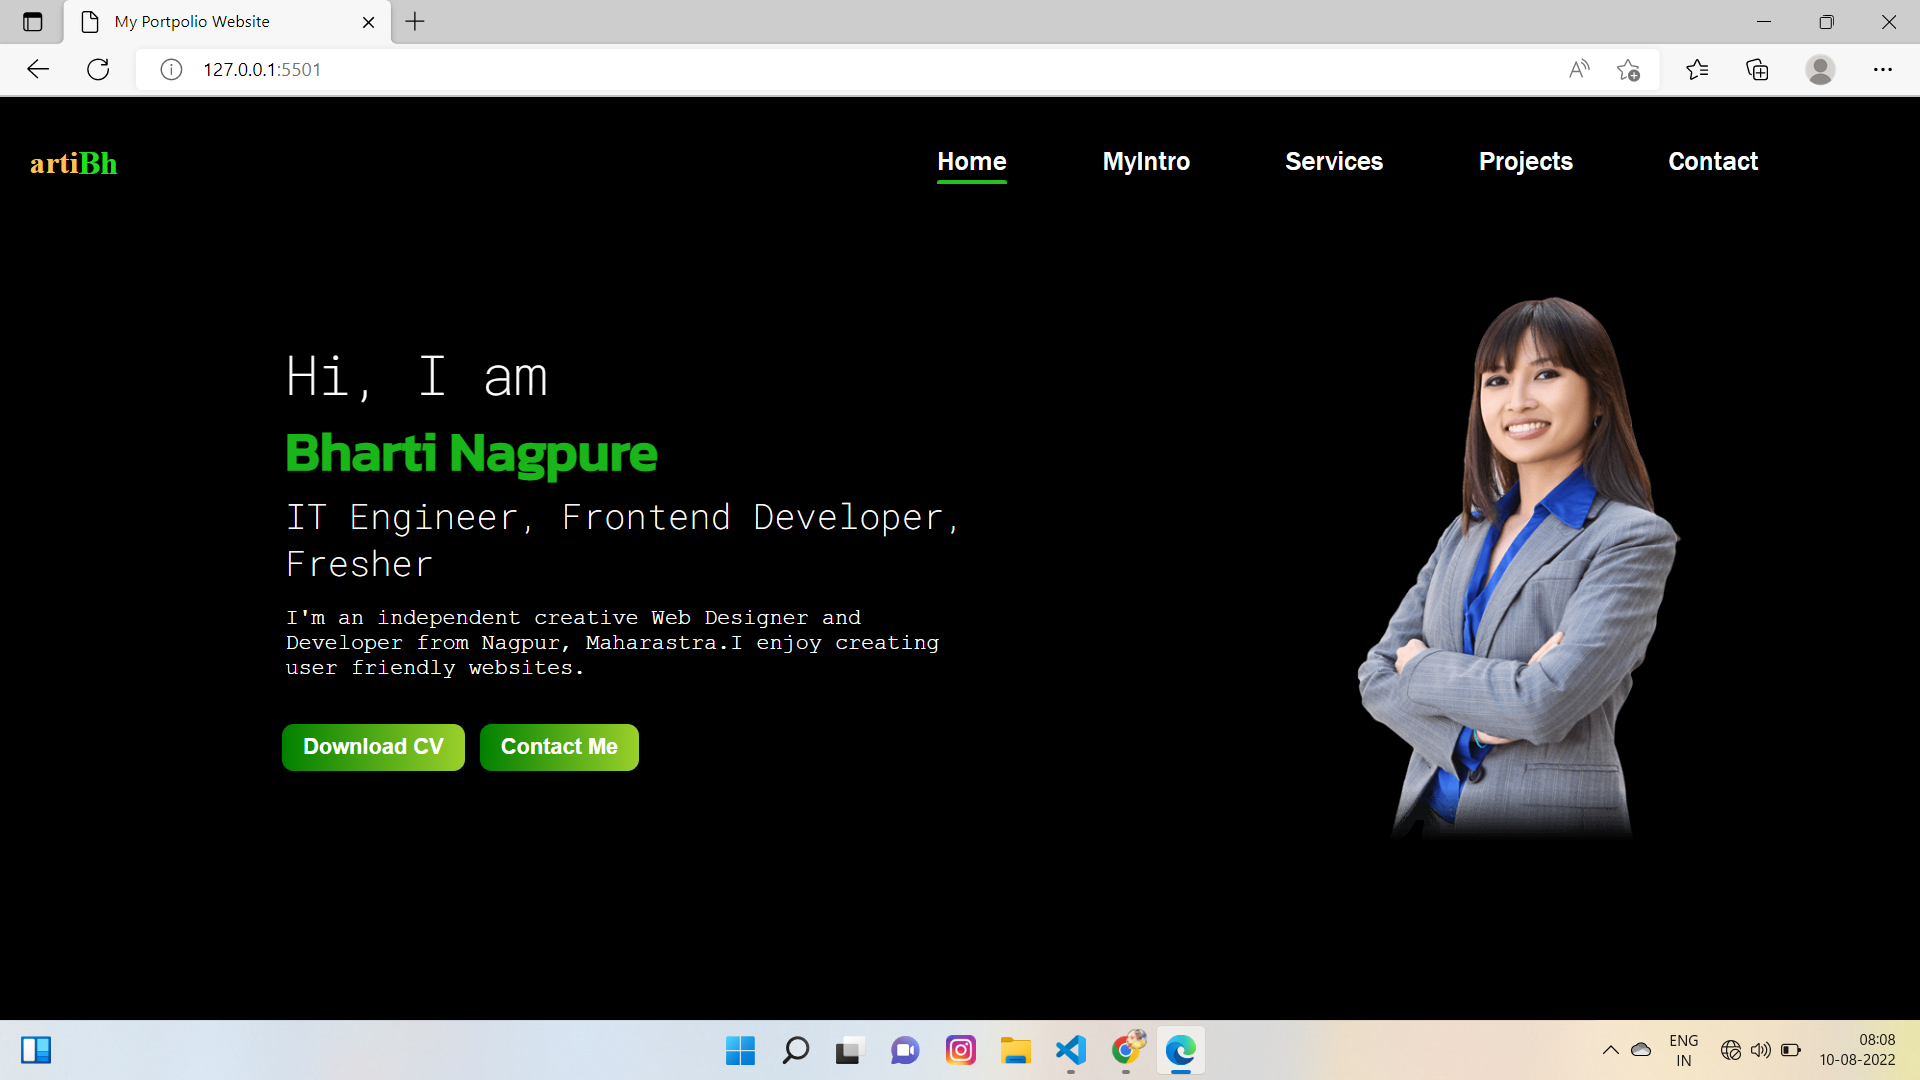 My Portpolio Website
127.0.0.1:5501
artiBh
Home MyIntro Services Projects Contact
Hi, I am
Bharti Nagpure
IT Engineer, Frontend Developer,
Fresher
I'm an independent creative Web Designer and
Developer from Nagpur, Maharastra.I enjoy creating
user friendly websites.
Download CV Contact Me
ENG
IN
08:08
10-08-2022